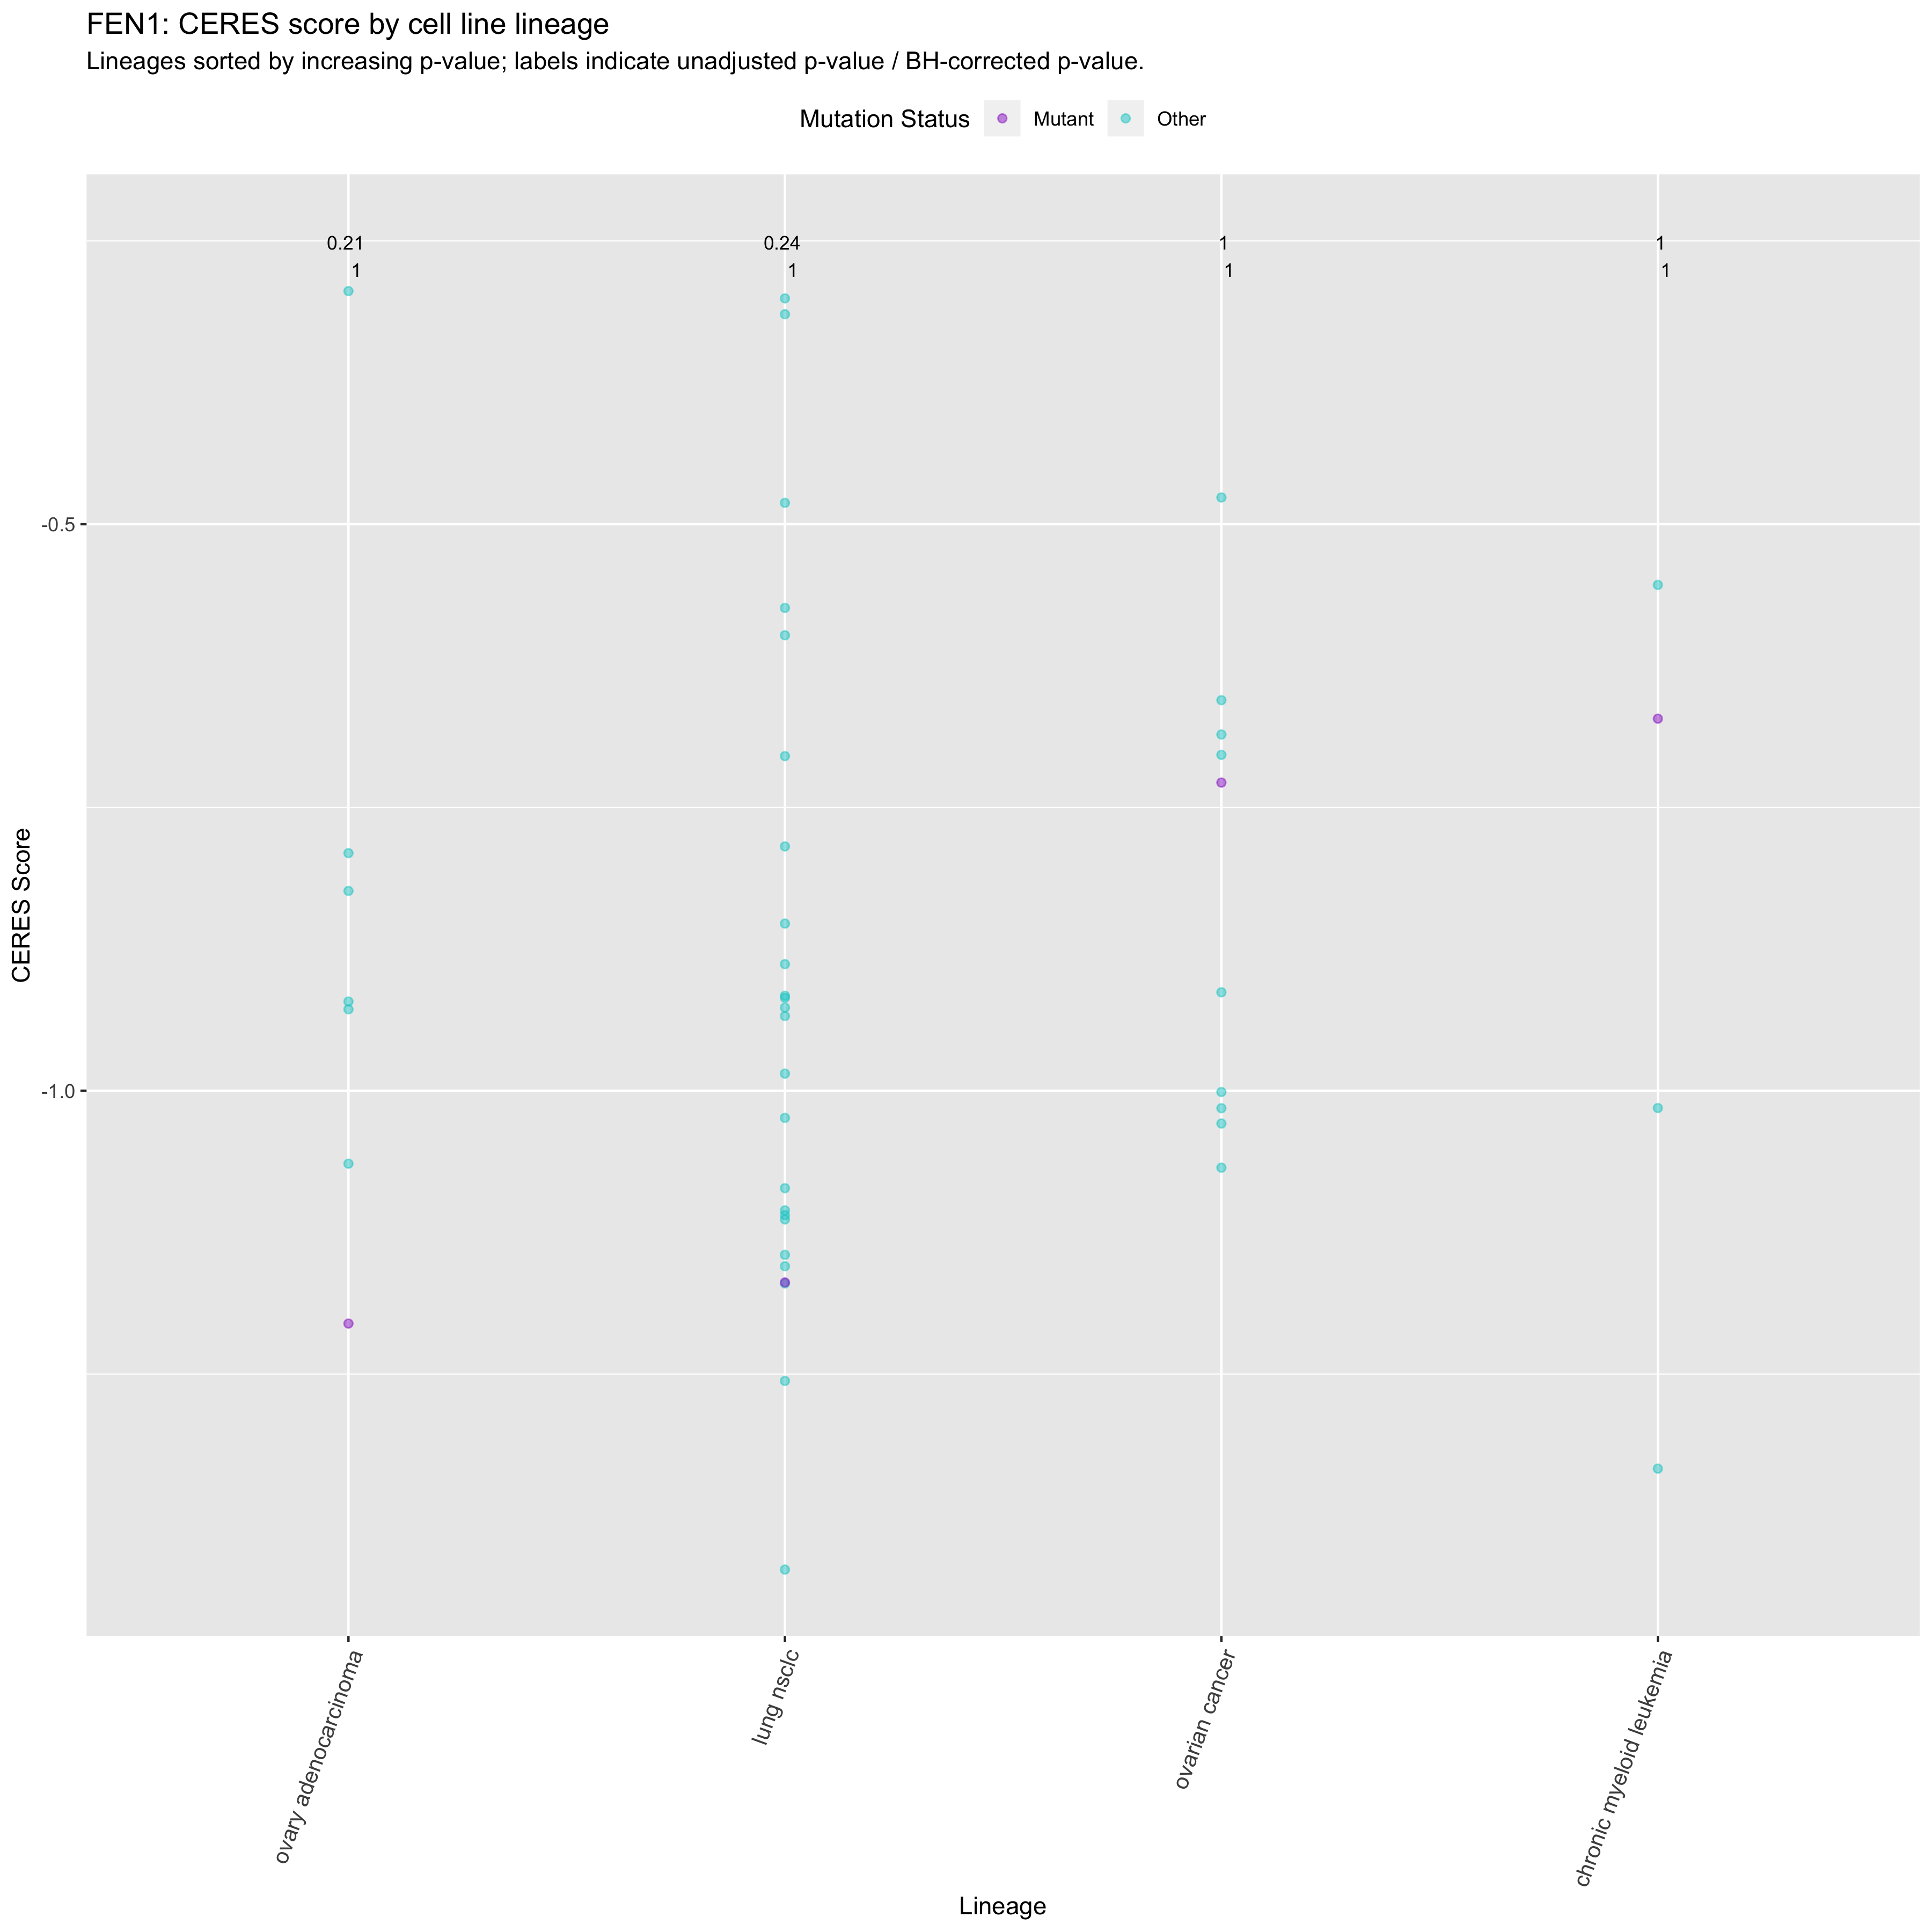 FEN1: CERES score by cell line lineage
Lineages sorted by increasing p-value; labels indicate unadjusted p-value / BH-corrected p-value.
Mutation Status Mutant Other
0.21 0.24 1 1
1 1 1 1
-0.5
-1.0
CERES Score
ovary adenocarcinoma
lung nsclc
ovarian cancer
chronic myeloid leukemia
Lineage